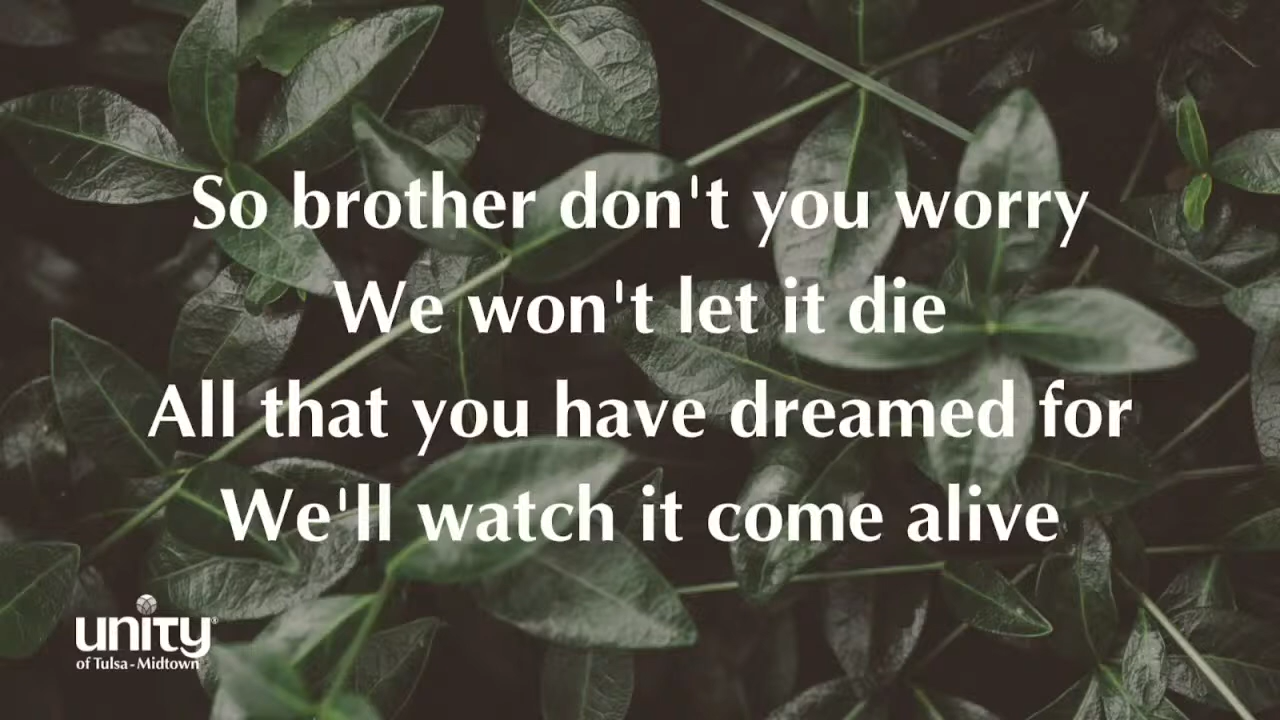 So brother don't you worry
We won't let it die
All that you have dreamed for
We'll watch it come alive
unity®
of Tulsa - Midtown